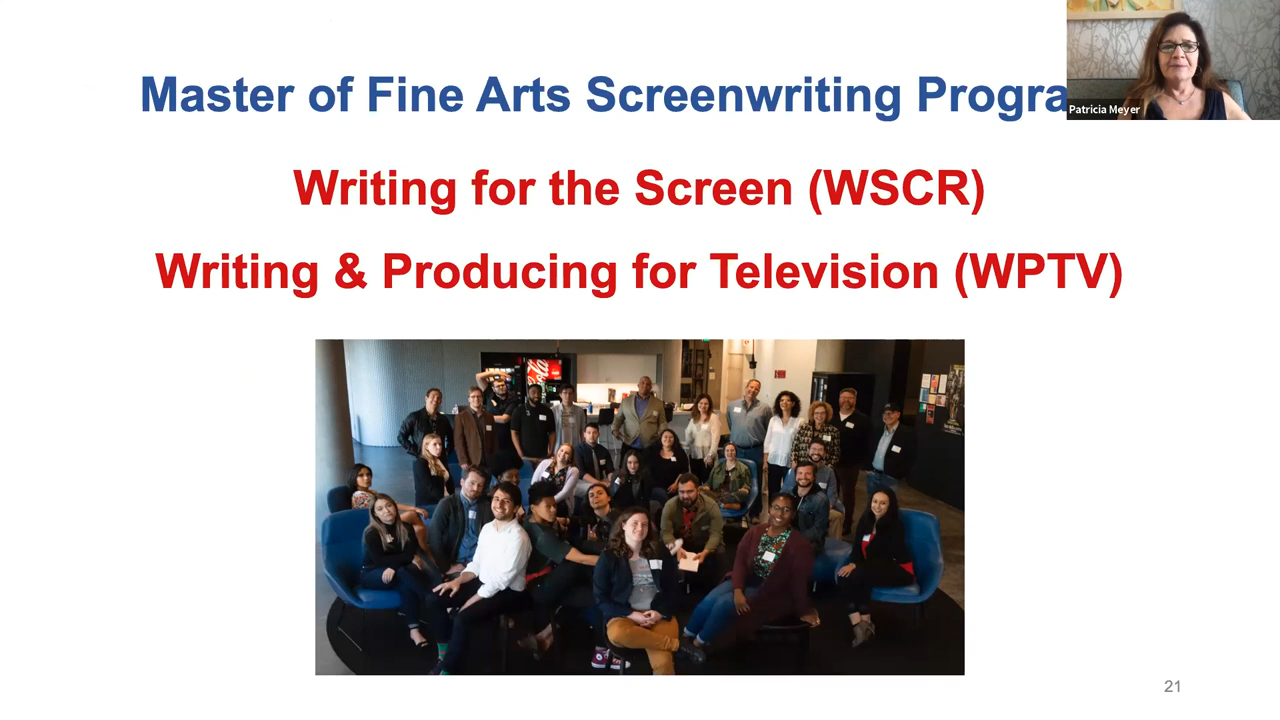 Master of Fine Arts Screenwriting Progra
Patricia Meyer
Writing for the Screen (WSCR)
Writing & Producing for Television (WPTV)
21